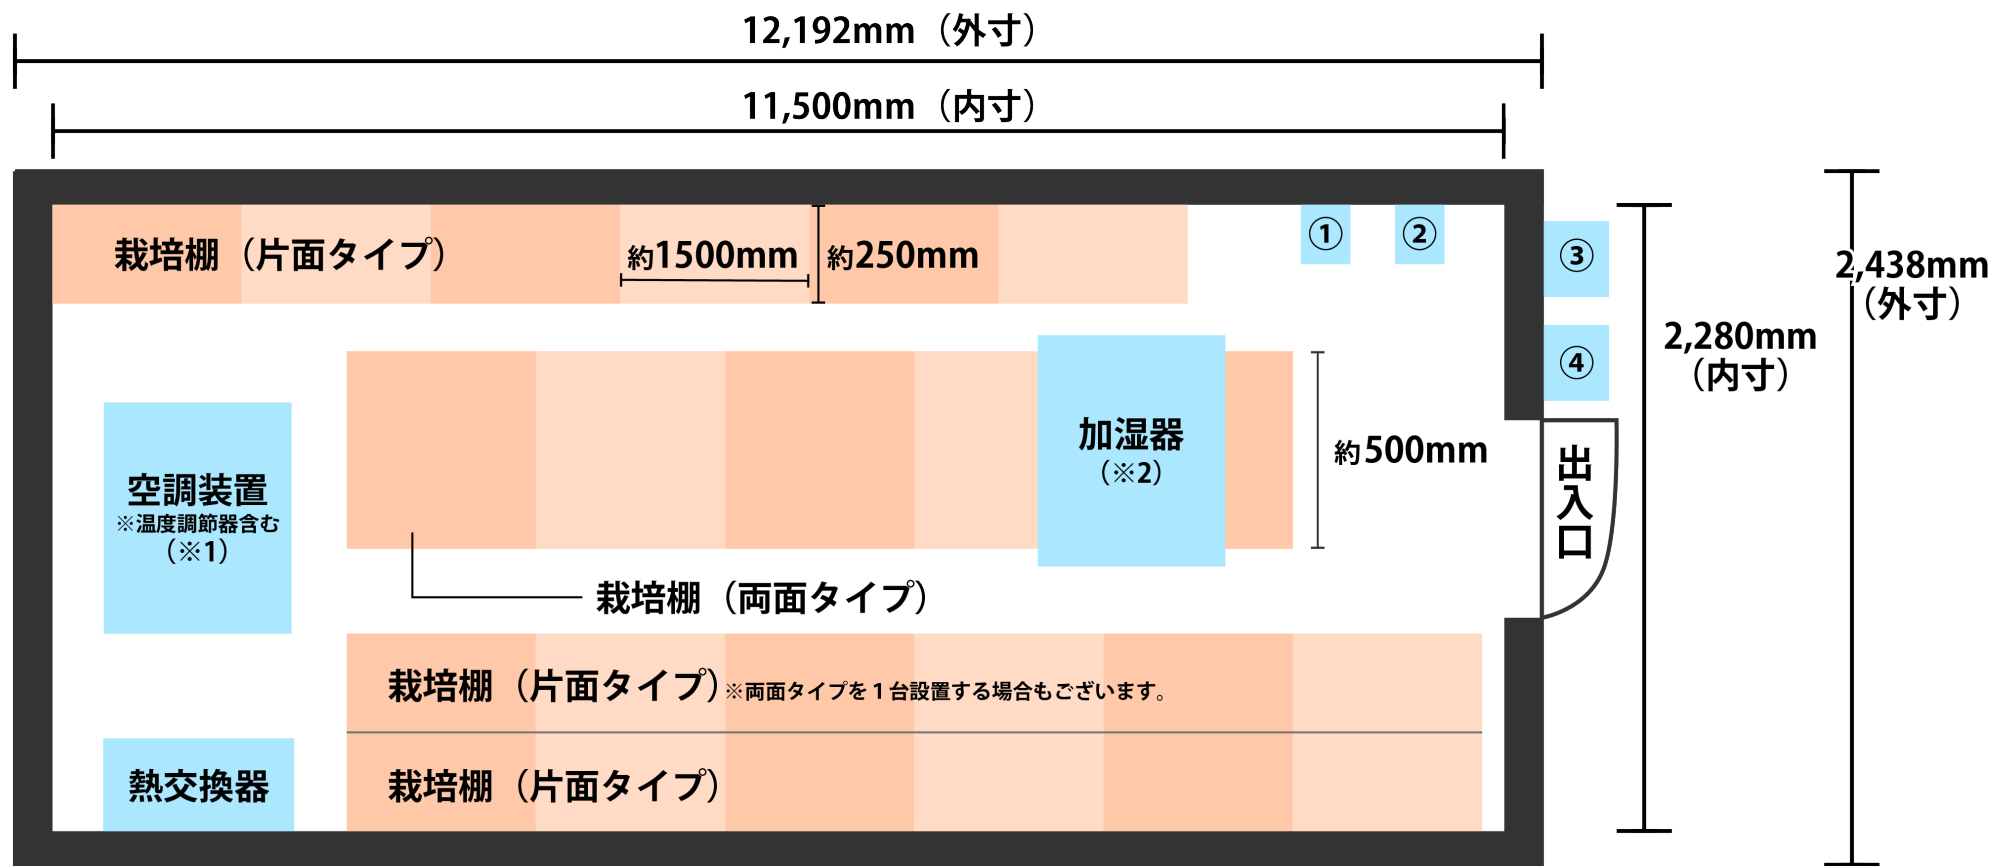 12,192mm（外寸）
11,500mm（内寸）
栽培棚（片面タイプ）
約1500mm
約250mm
①
②
③
④
2,438mm
（外寸）
2,280mm
（内寸）
加湿器
（※2）
約500mm
出入口
空調装置
※温度調節器含む
（※1）
栽培棚（両面タイプ）
栽培棚（片面タイプ）※両面タイプを１台設置する場合もございます。
熱交換器
栽培棚（片面タイプ）